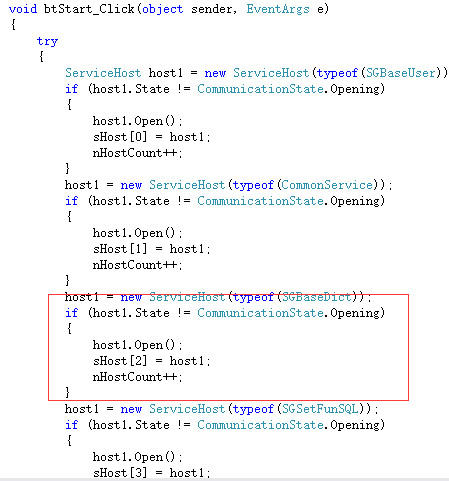 void btStart_Click(object sender, EventArgs e)
{
try
{
ServiceHost host1 = new ServiceHost(typeof(SGBaseUser))
if (host1.State != CommunicationState.Opening)
{
host1.Open();
sHost[0] = host1;
nHostCount++;
}
host1 = new ServiceHost(typeof(CommonService));
if (host1.State != CommunicationState.Opening)
{
host1.Open();
sHost[1] = host1;
nHostCount++;
}
host1 = new ServiceHost(typeof(SGBaseDict));
if (host1.State != CommunicationState.Opening)
{
host1.Open();
sHost[2] = host1;
nHostCount++;
}
host1 = new ServiceHost(typeof(SGSetFunSQL));
if (host1.State != CommunicationState.Opening)
{
host1.Open();
sHost[3] = host1;